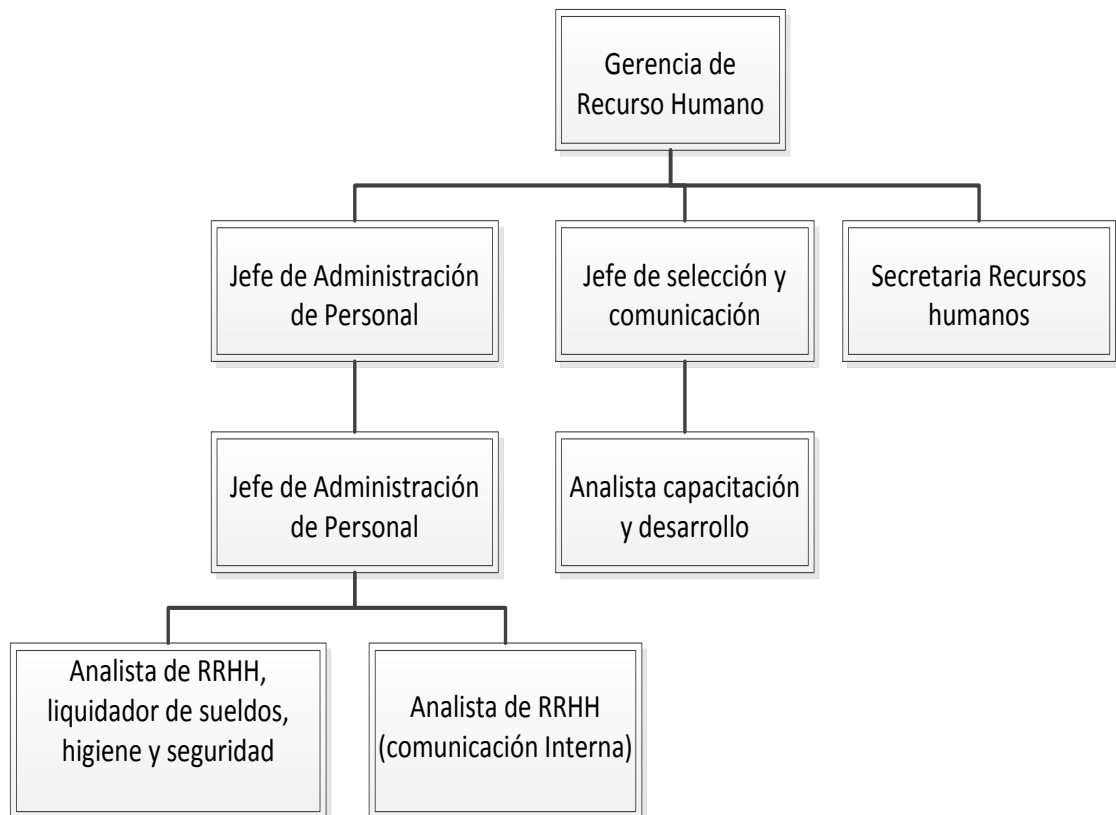 Gerencia de
Recurso Humano
Jefe de Administración
de Personal
Jefe de selección y
comunicación
Secretaria Recursos
humanos
Jefe de Administración
de Personal
Analista capacitación
y desarrollo
Analista de RRHH,
liquidador de sueldos,
higiene y seguridad
Analista de RRHH
(comunicación Interna)